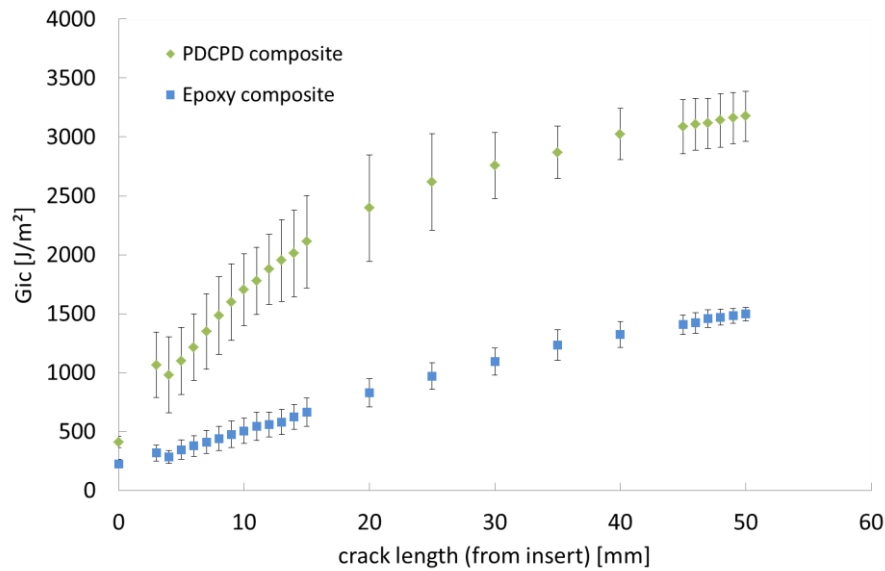 4000
3500
3000
2500
2000
1500
1000
500
0
Gic [J/m²]
PDCPD composite
Epoxy composite
0 10 20 30 40 50 60
crack length (from insert) [mm]